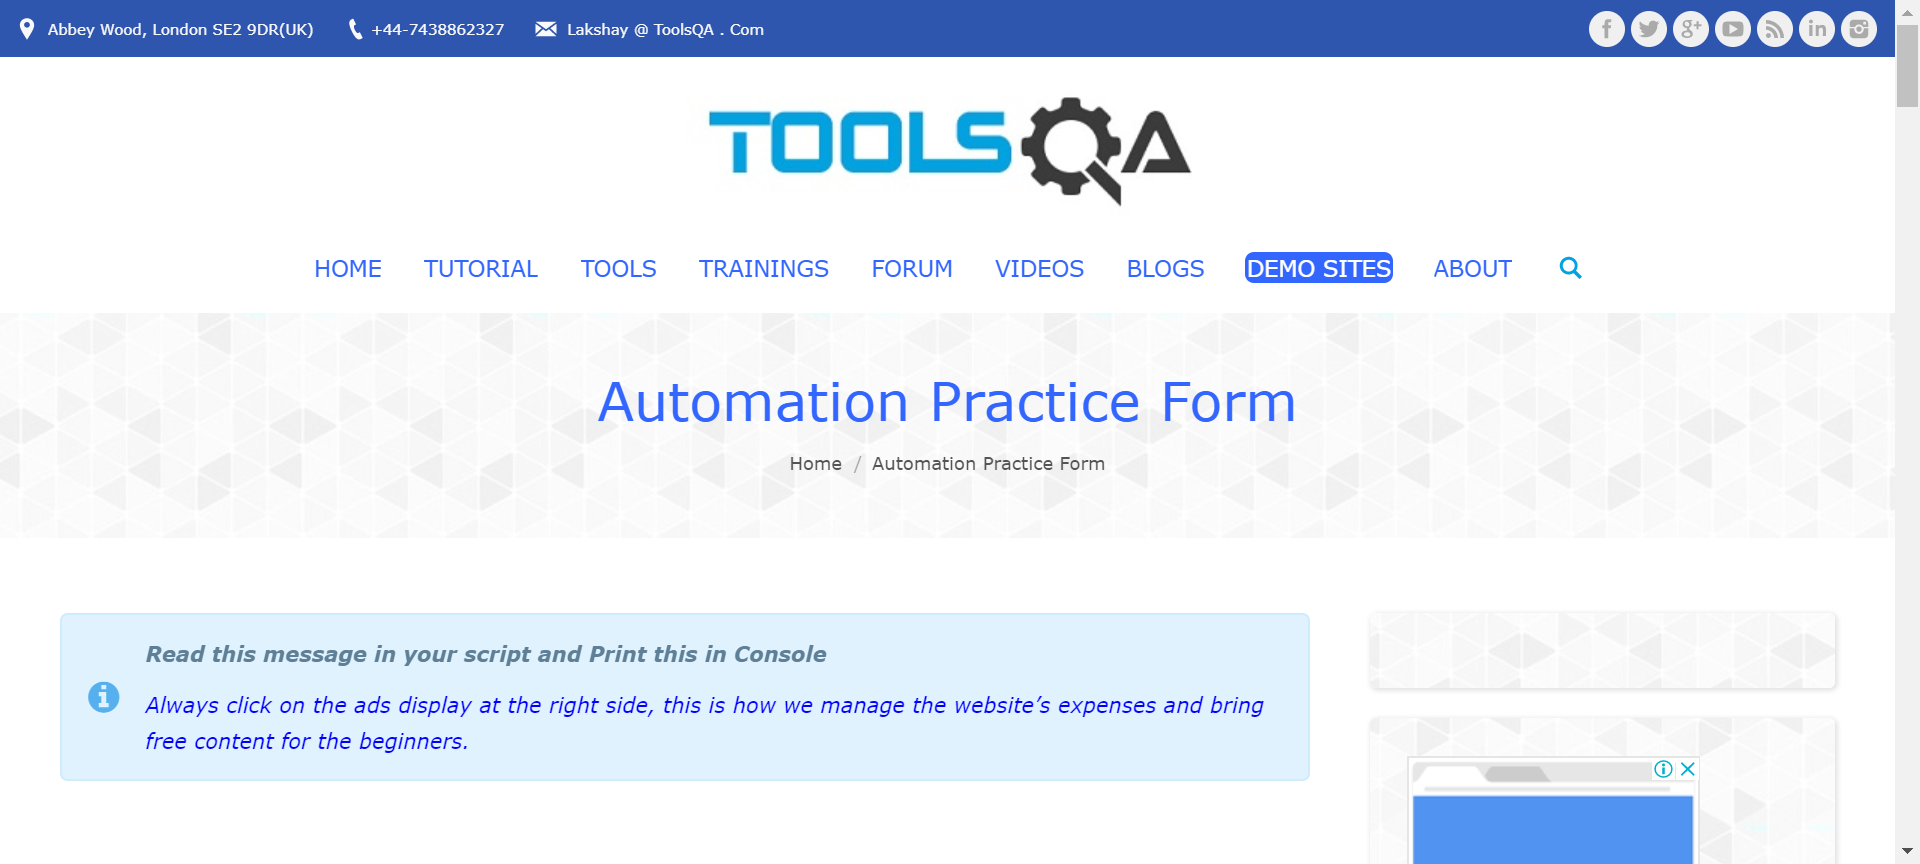 Abbey Wood, London SE2 9DR(UK) +44-7438862327 Lakshay @ ToolsQA . Com
TOOLSQA
HOME TUTORIAL TOOLS TRAININGS FORUM VIDEOS BLOGS DEMO SITES ABOUT
Automation Practice Form
Home / Automation Practice Form
Read this message in your script and Print this in Console
Always click on the ads display at the right side, this is how we manage the website’s expenses and bring
free content for the beginners.